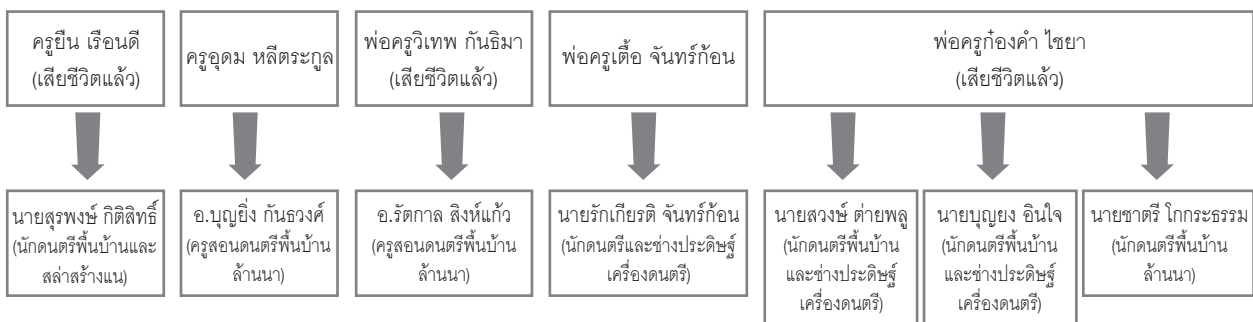 ครูยืน เรือนดี
(เสียชีวิตแล้ว)
ครูอุดม หลีตระกูล
พ่อครูวิเทพ กันธิมา
(เสียชีวิตแล้ว)
พ่อครูเตื้อ จันทร์ก้อน
พ่อครูก๋องคำ ไชยา
(เสียชีวิตแล้ว)
นายสุรพงษ์ กิติสิทธิ์
(นักดนตรีพื้นบ้านและ
สล่าสร้างแน)
อ.บุญยิ่ง กันธวงศ์
(ครูสอนดนตรีพื้นบ้าน
ล้านนา)
อ.รัตกาล สิงห์แก้ว
(ครูสอนดนตรีพื้นบ้าน
ล้านนา)
นายรักเกียรติ จันทร์ก้อน
(นักดนตรีและช่างประดิษฐ์
เครื่องดนตรี)
นายสวงษ์ ต่ายพลู
(นักดนตรีพื้นบ้าน
และช่างประดิษฐ์
เครื่องดนตรี)
นายบุญยง อินใจ
(นักดนตรีพื้นบ้าน
และช่างประดิษฐ์
เครื่องดนตรี)
นายชาตรี โกกระธรรม
(นักดนตรีพื้นบ้าน
ล้านนา)